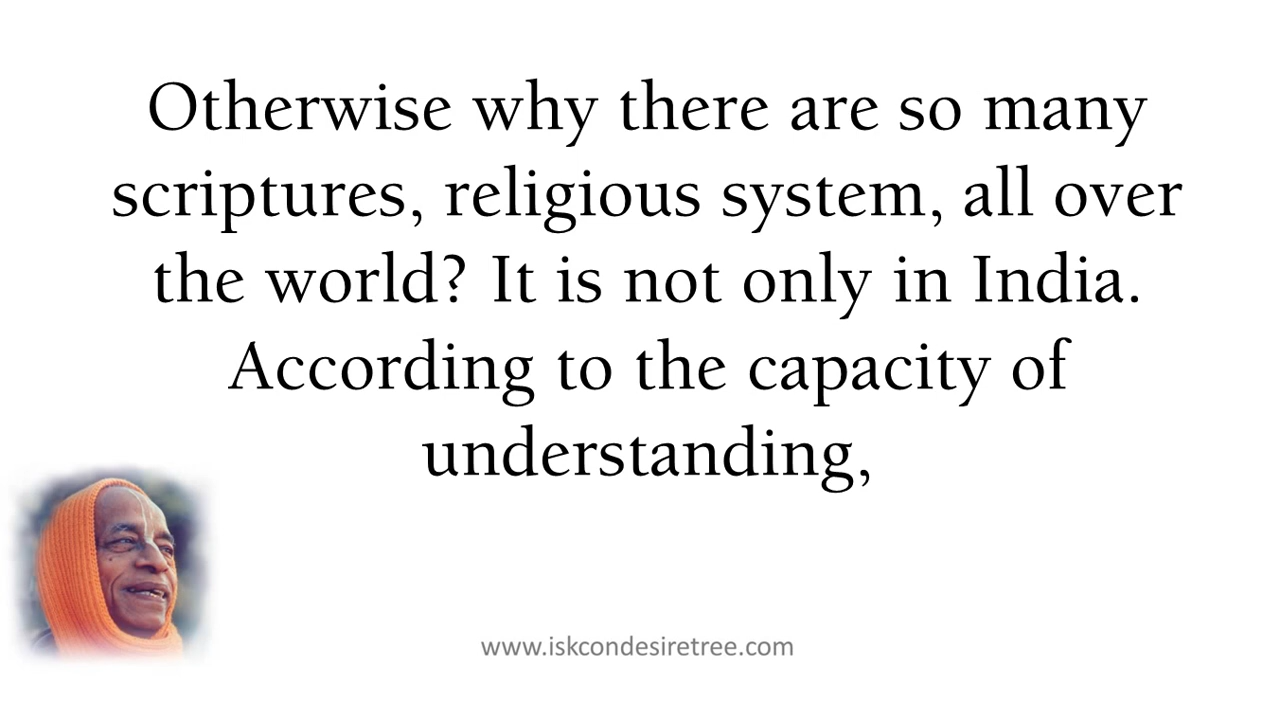 Otherwise why there are so many
scriptures, religious system, all over
the world? It is not only in India.
According to the capacity of
understanding,
www.iskcondesiretree.com